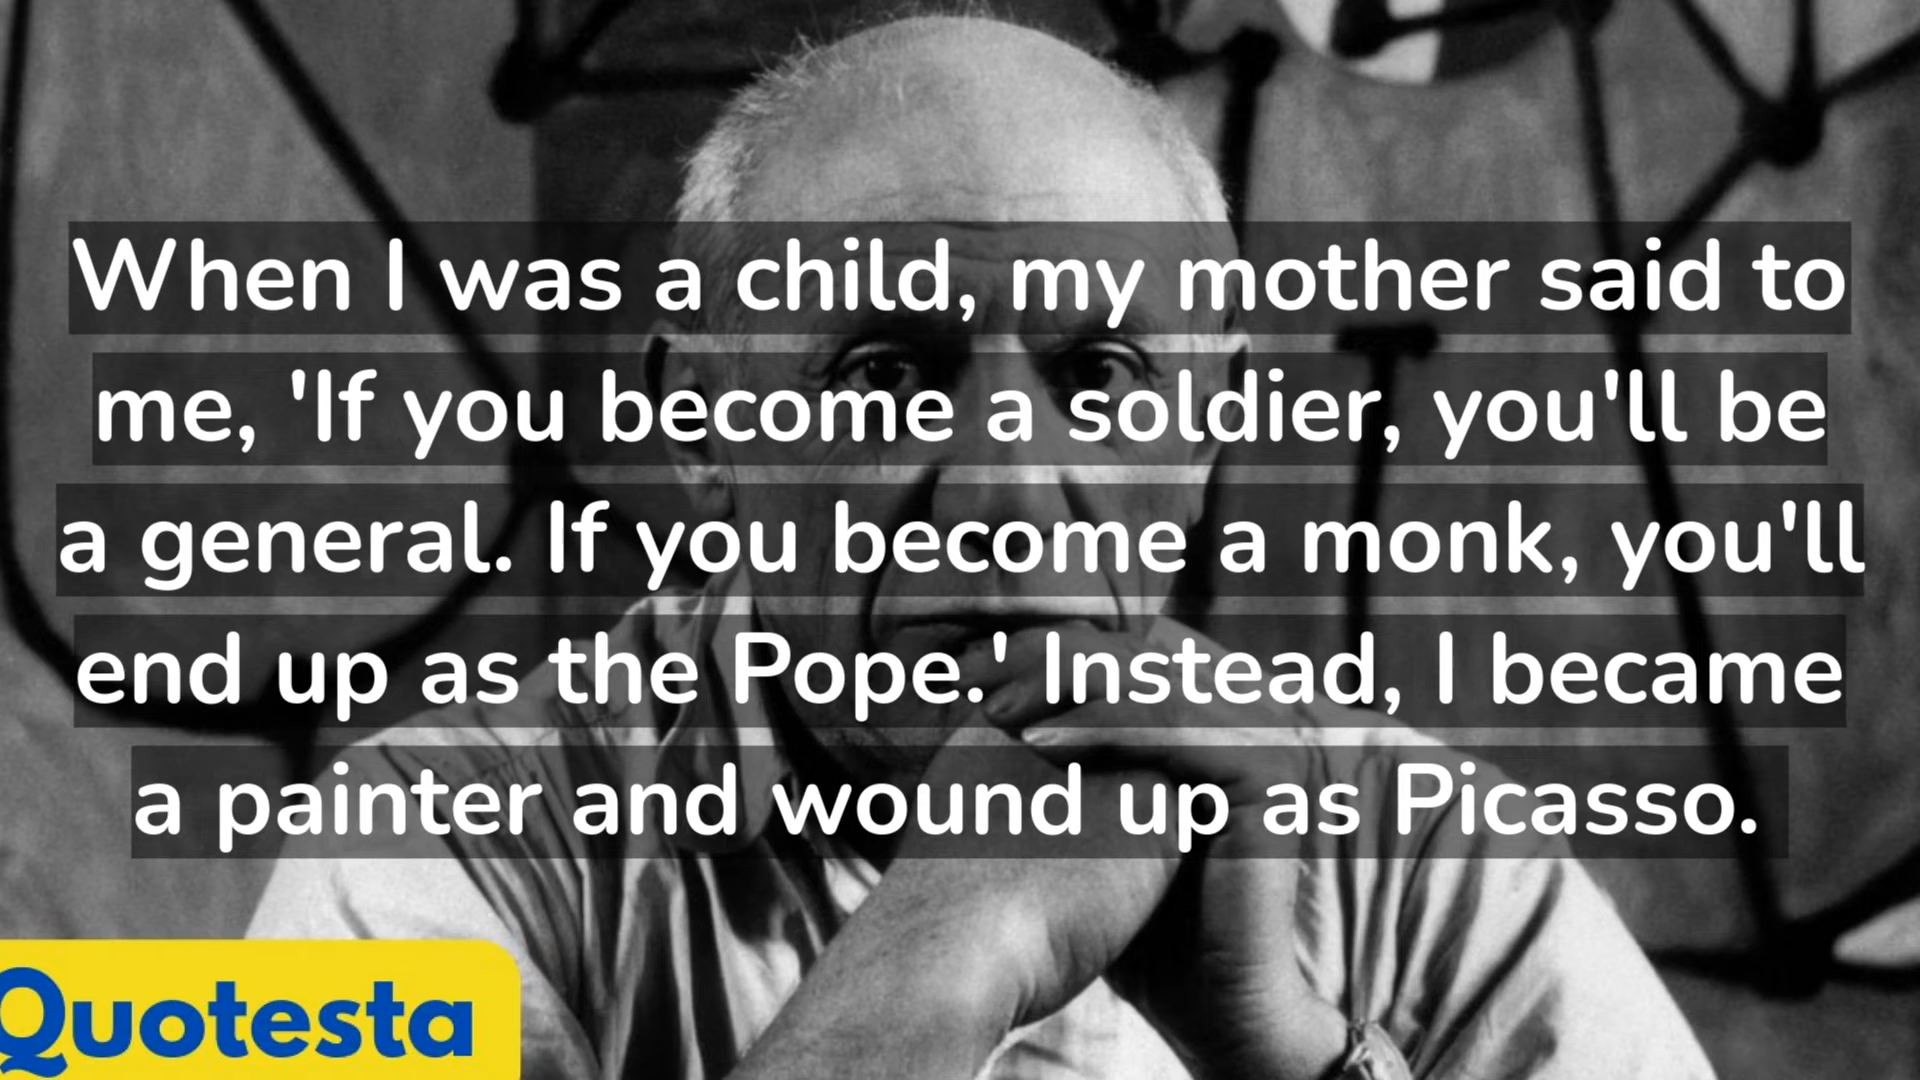 When I was a child, my mother said to
me, 'If you become a soldier, you'll be
a general. If you become a monk, you'll
end up as the Pope.' Instead, I became
a painter and wound up as Picasso.
Quotesta